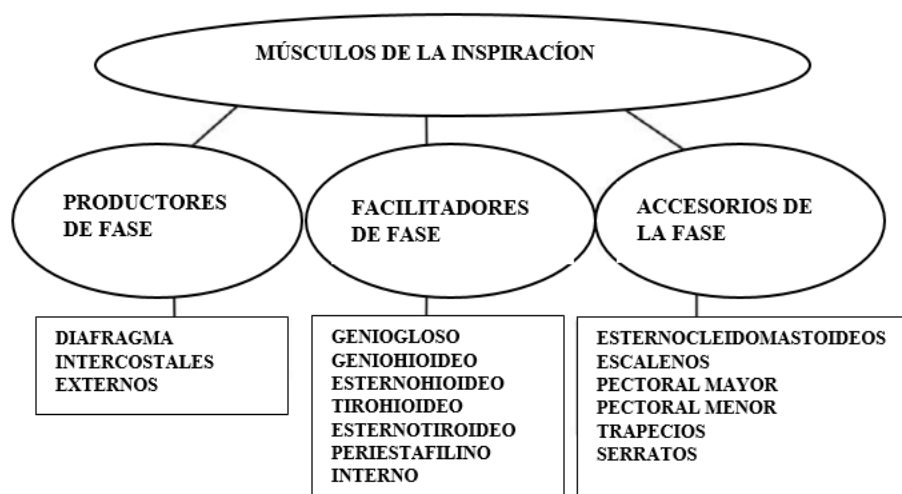 MÚSCULOS DE LA INSPIRACÍON
PRODUCTORES
DE FASE
FACILITADORES
DE FASE
ACCESORIOS DE
LA FASE
DIAFRAGMA
INTERCOSTALES
EXTERNOS
GENIOGLOSO
GENIOHIOIDEO
ESTERNOHIOIDEO
TIROHIOIDEO
ESTERNOTIROIDEO
PERIESTAFILINO
INTERNO
ESTERNOCLEIDOMASTOIDEOS
ESCALENOS
PECTORAL MAYOR
PECTORAL MENOR
TRAPECIOS
SERRATOS